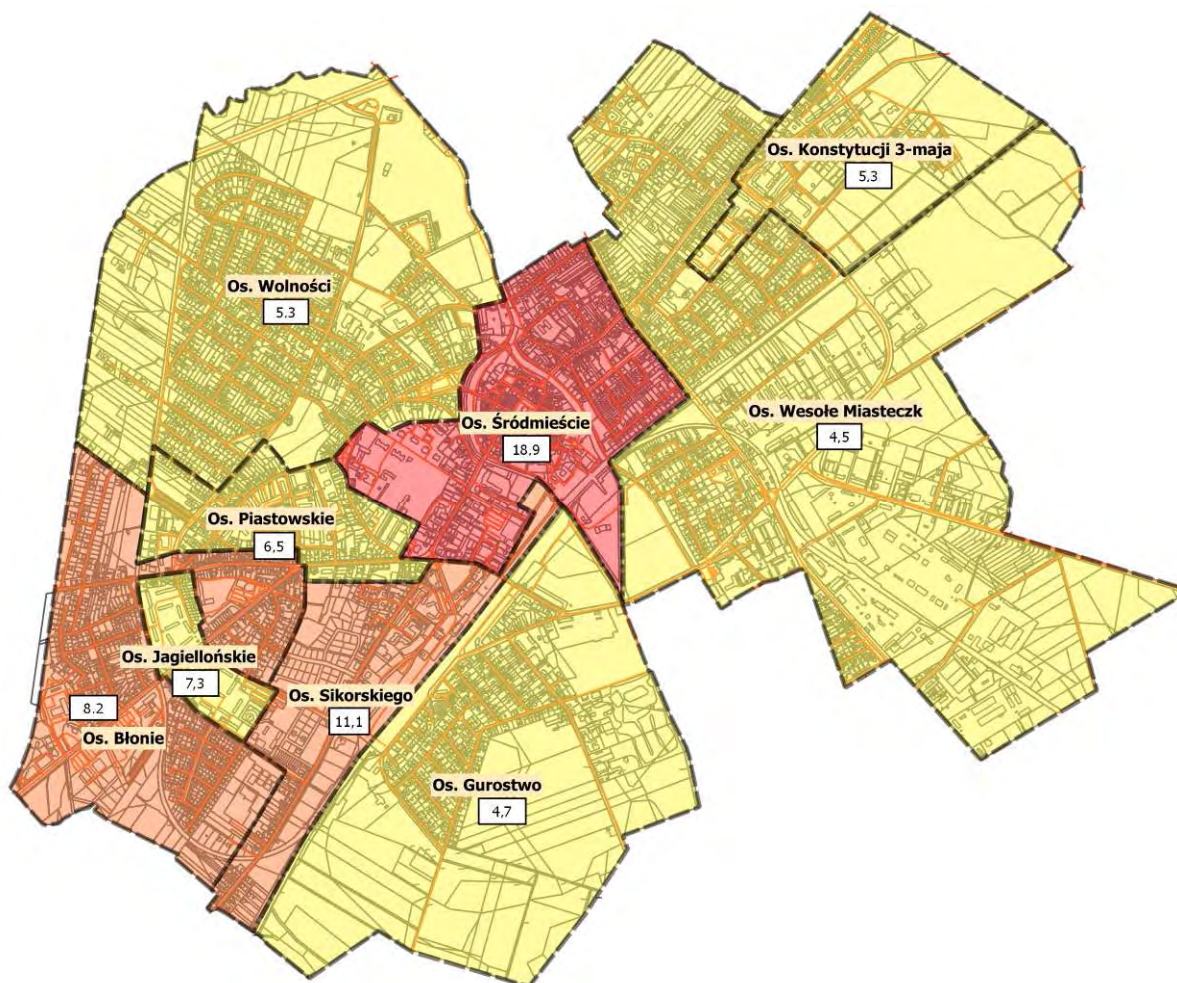 Os. Konstytucji 3-maja
5,3
Os. Wolności
5,3
Os. Śródmieście
18,9
Os. Wesołe Miasteczk
4,5
Os. Piastowskie
6,5
Os. Jagiellońskie
7,3
Os. Sikorskiego
11,1
8.2
Os. Błonie
Os. Gurostwo
4,7